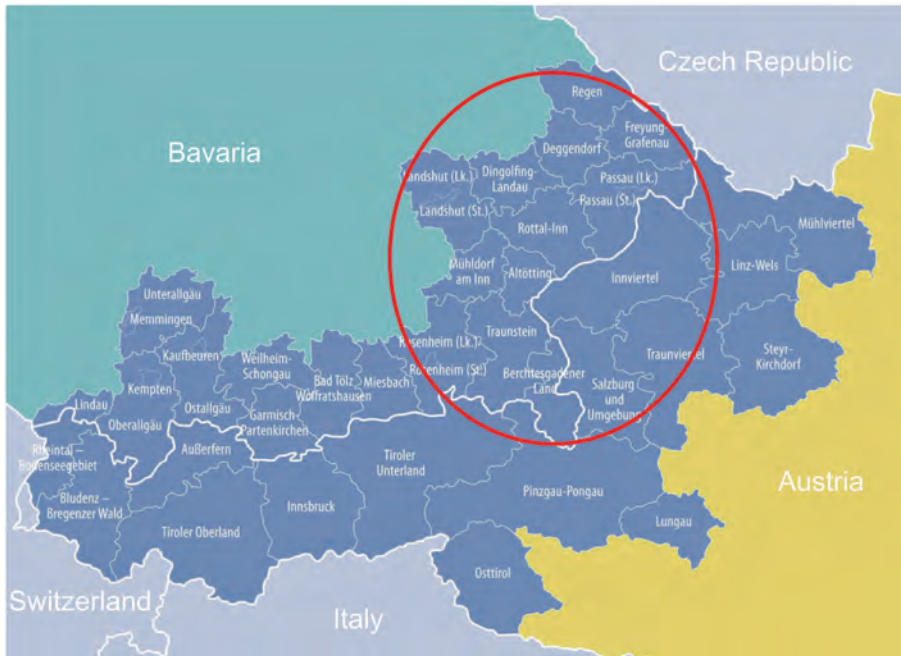 Czech Republic
Regen
Freyung-
Grafenau
Bavaria
Deggendorf
Landshut (Lk.)
Dingolfing-
Landau
Passau (Lk.)
Landshut (St.)
Passau (St.)
Rottal-Inn
Mühlviertel
Mühldorf
am Inn
Altötting
Innviertel
Linz-Wels
Unterallgäu
Memmingen
Kaufbeuren
Weilheim-
Schongau
Rosenheim (Lk.)
Traunstein
Traunviertel
Steyr-
Kirchdorf
Kempten
Bad Tölz
Wolfratshausen
Miesbach
Rosenheim (St.)
Berchtesgadener
Land
Salzburg
und
Umgebung
Lindau
Ostallgäu
Garmisch-
Partenkirchen
Oberallgäu
Rheintal –
Bodenseegebiet
Außerfern
Tiroler
Unterland
Bludenz –
Bregenzer Wald
Innsbruck
Pinzgau-Pongau
Austria
Tiroler Oberland
Lungau
Osttirol
Switzerland
Italy